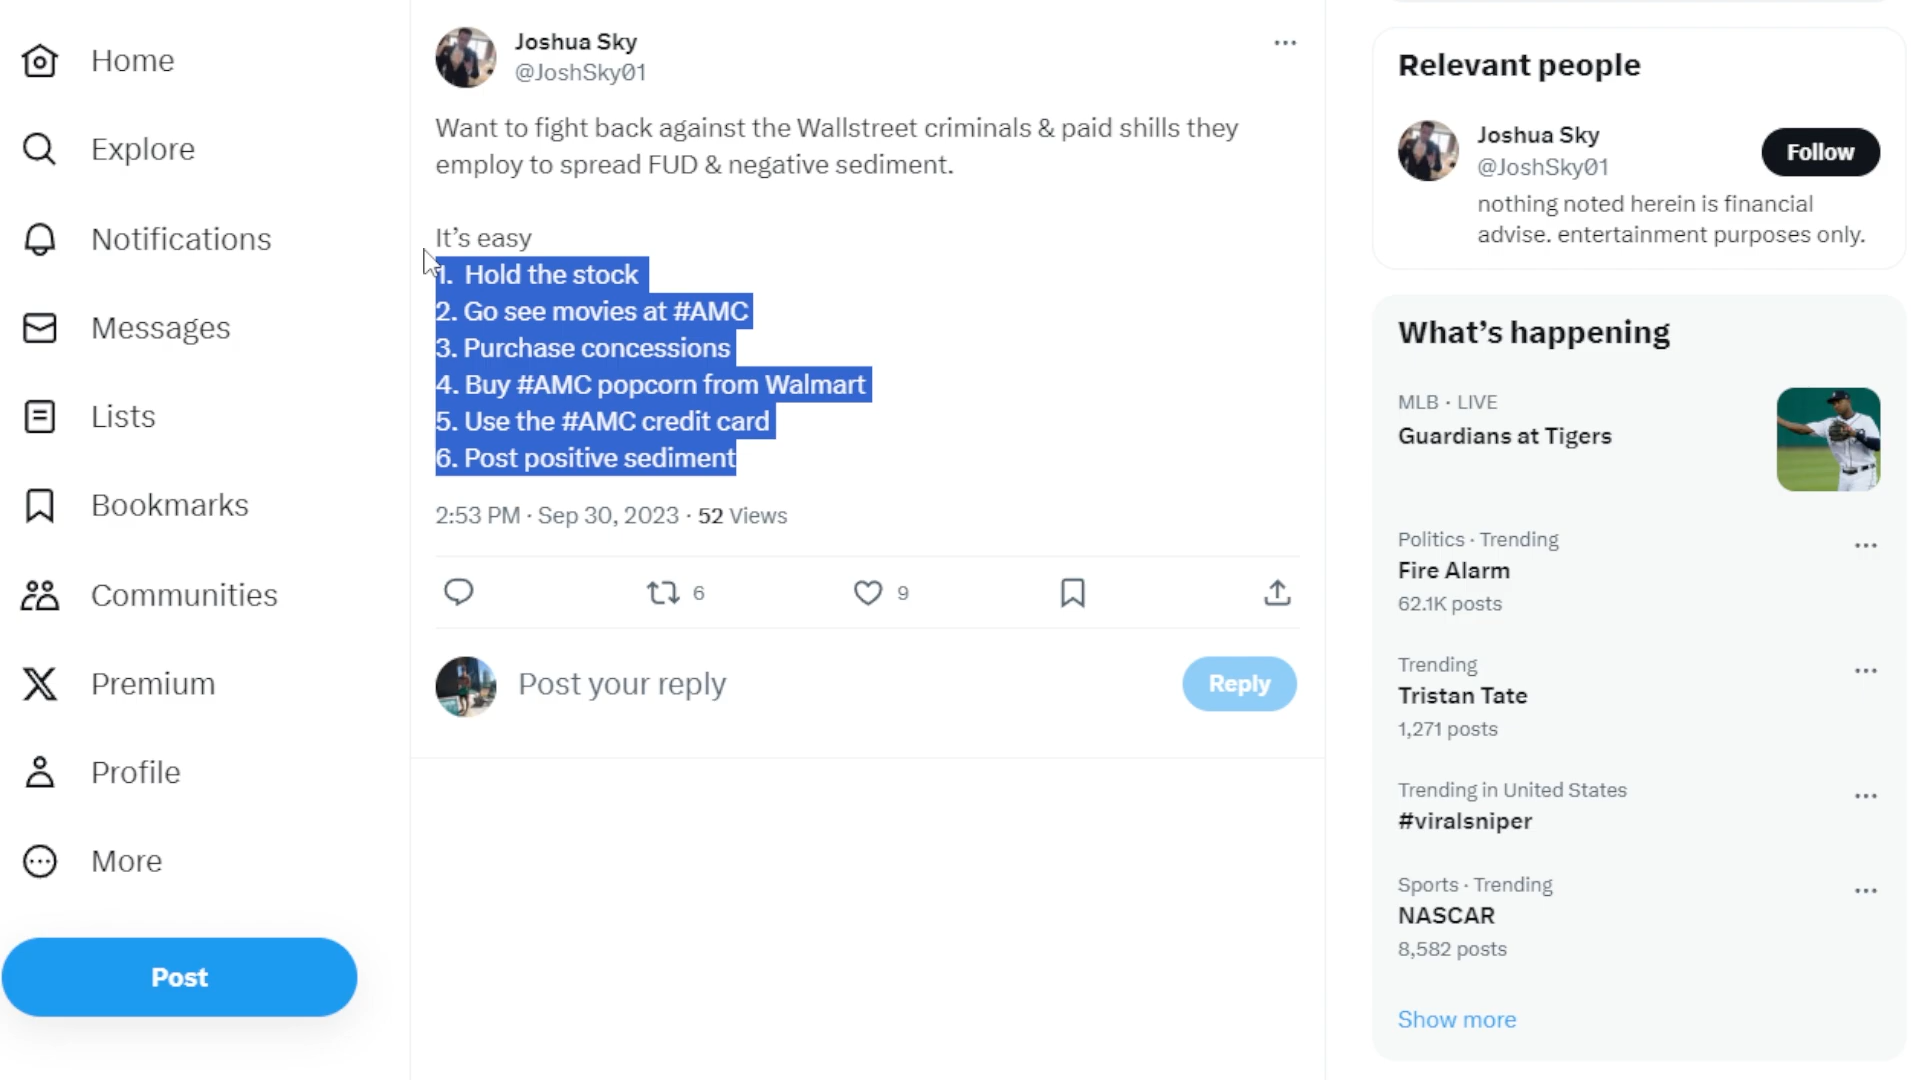 Home
Explore
Notifications
Messages
Lists
Bookmarks
Communities
Premium
Profile
More
Post
Joshua Sky
@JoshSky01
Want to fight back against the Wallstreet criminals & paid shills they
employ to spread FUD & negative sediment.
It’s easy
1. Hold the stock
2. Go see movies at #AMC
3. Purchase concessions
4. Buy #AMC popcorn from Walmart
5. Use the #AMC credit card
6. Post positive sediment
2:53 PM · Sep 30, 2023 · 52 Views
6
9
Post your reply
Reply
Relevant people
Joshua Sky
@JoshSky01
Follow
nothing noted herein is financial
advise. entertainment purposes only.
What’s happening
MLB · LIVE
Guardians at Tigers
Politics · Trending
Fire Alarm
62.1K posts
Trending
Tristan Tate
1,271 posts
Trending in United States
#viralsniper
Sports · Trending
NASCAR
8,582 posts
Show more